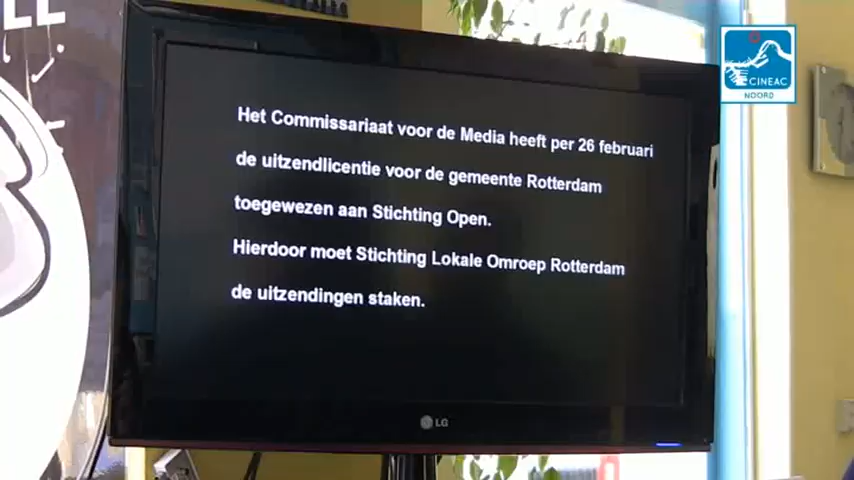 CINEAC
NOORD
Het Commissariaat voor de Media heeft per 26 februari
de uitzendlicentie voor de gemeente Rotterdam
toegewezen aan Stichting Open.
Hierdoor moet Stichting Lokale Omroep Rotterdam
de uitzendingen staken.
LG